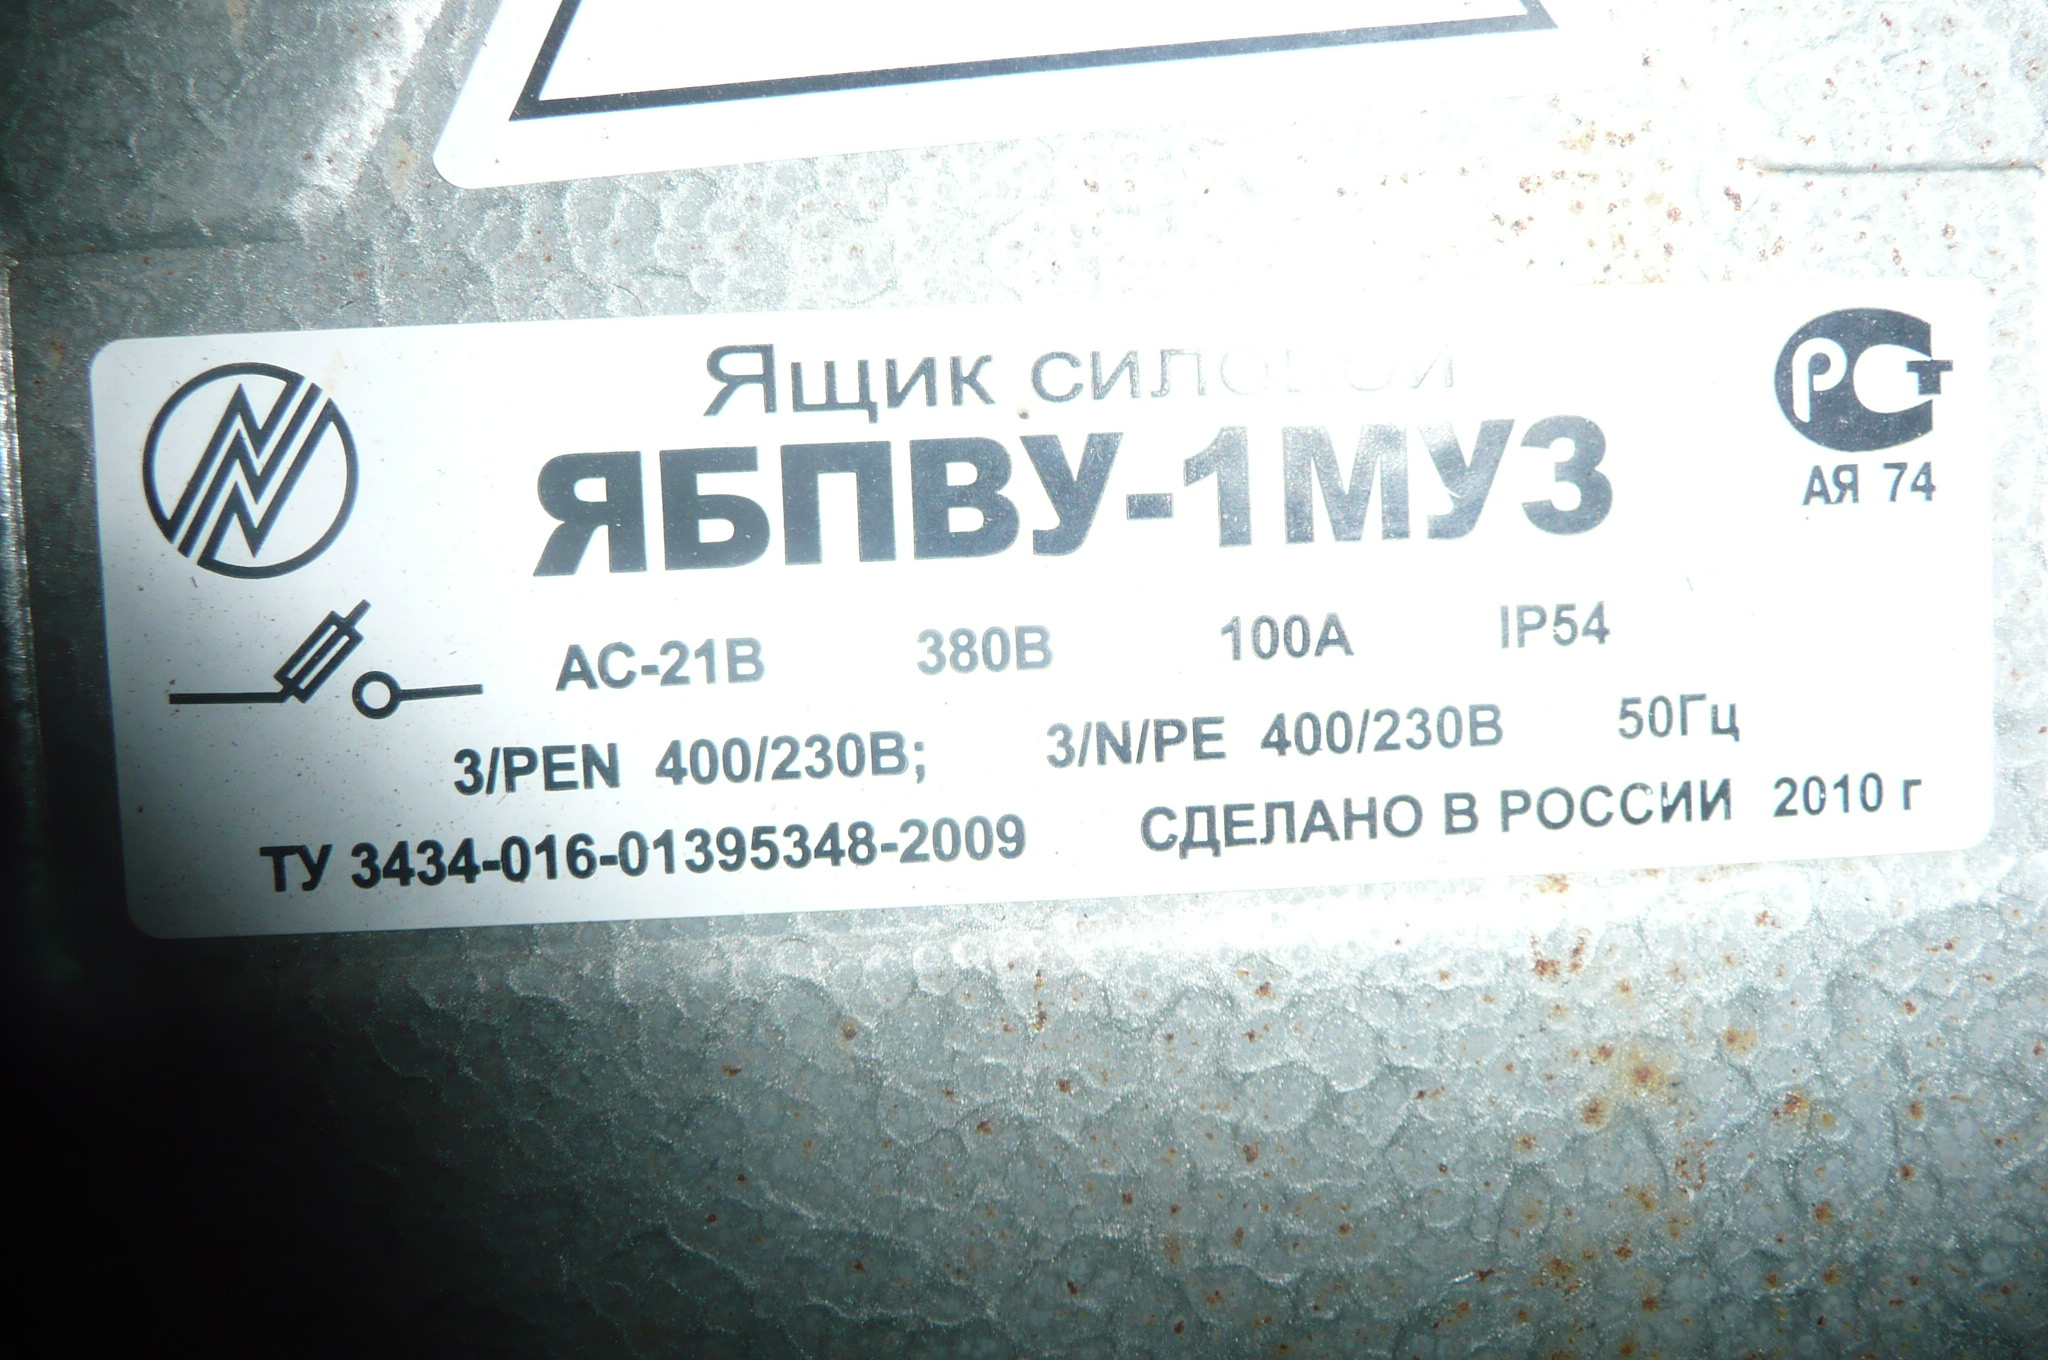 Ящик силовой
ЯБПВУ-1МУЗ
РСт
АЯ 74
АС-21В 380В 100А IP54
3/PEN 400/230В; 3/N/PE 400/230В 50Гц
ТУ 3434-016-01395348-2009 СДЕЛАНО В РОССИИ 2010 г